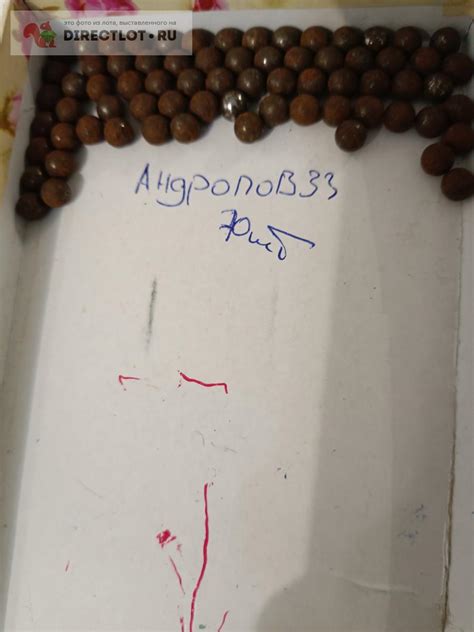 это фото из лота, выставленного на
DIRECTLOT.RU
Андропов33
70шт